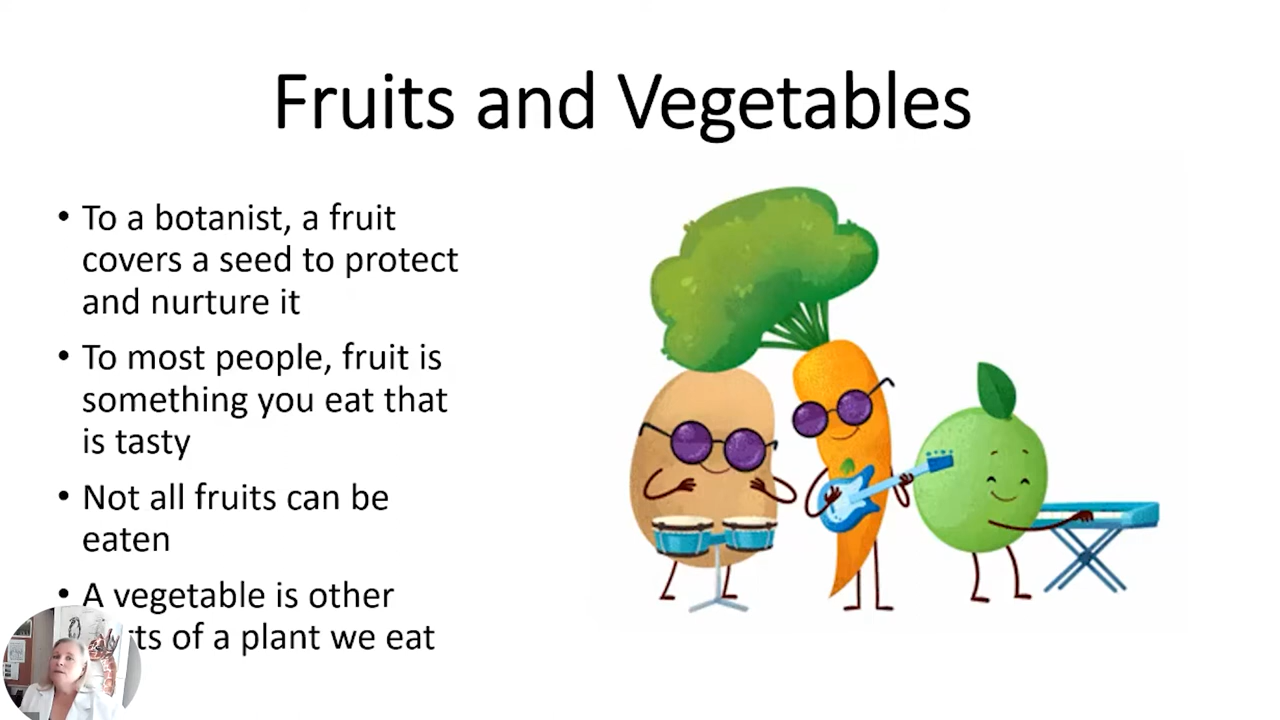 Fruits and Vegetables
• To a botanist, a fruit
covers a seed to protect
and nurture it
• To most people, fruit is
something you eat that
is tasty
• Not all fruits can be
eaten
• A vegetable is other
of a plant we eat